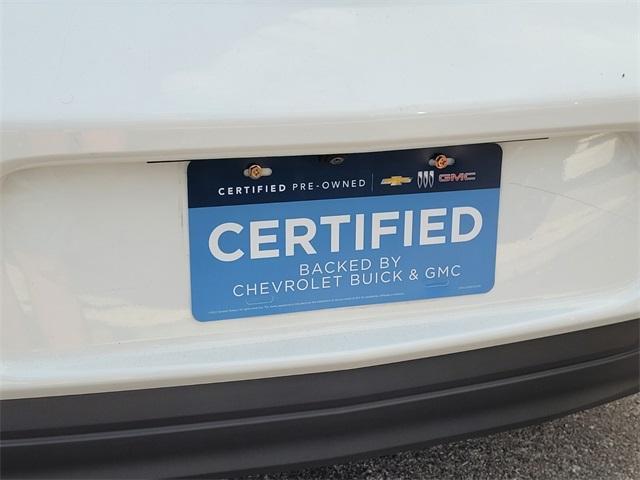 CERTIFIED PRE-OWNED GMC
CERTIFIED
BACKED BY
CHEVROLET BUICK & GMC